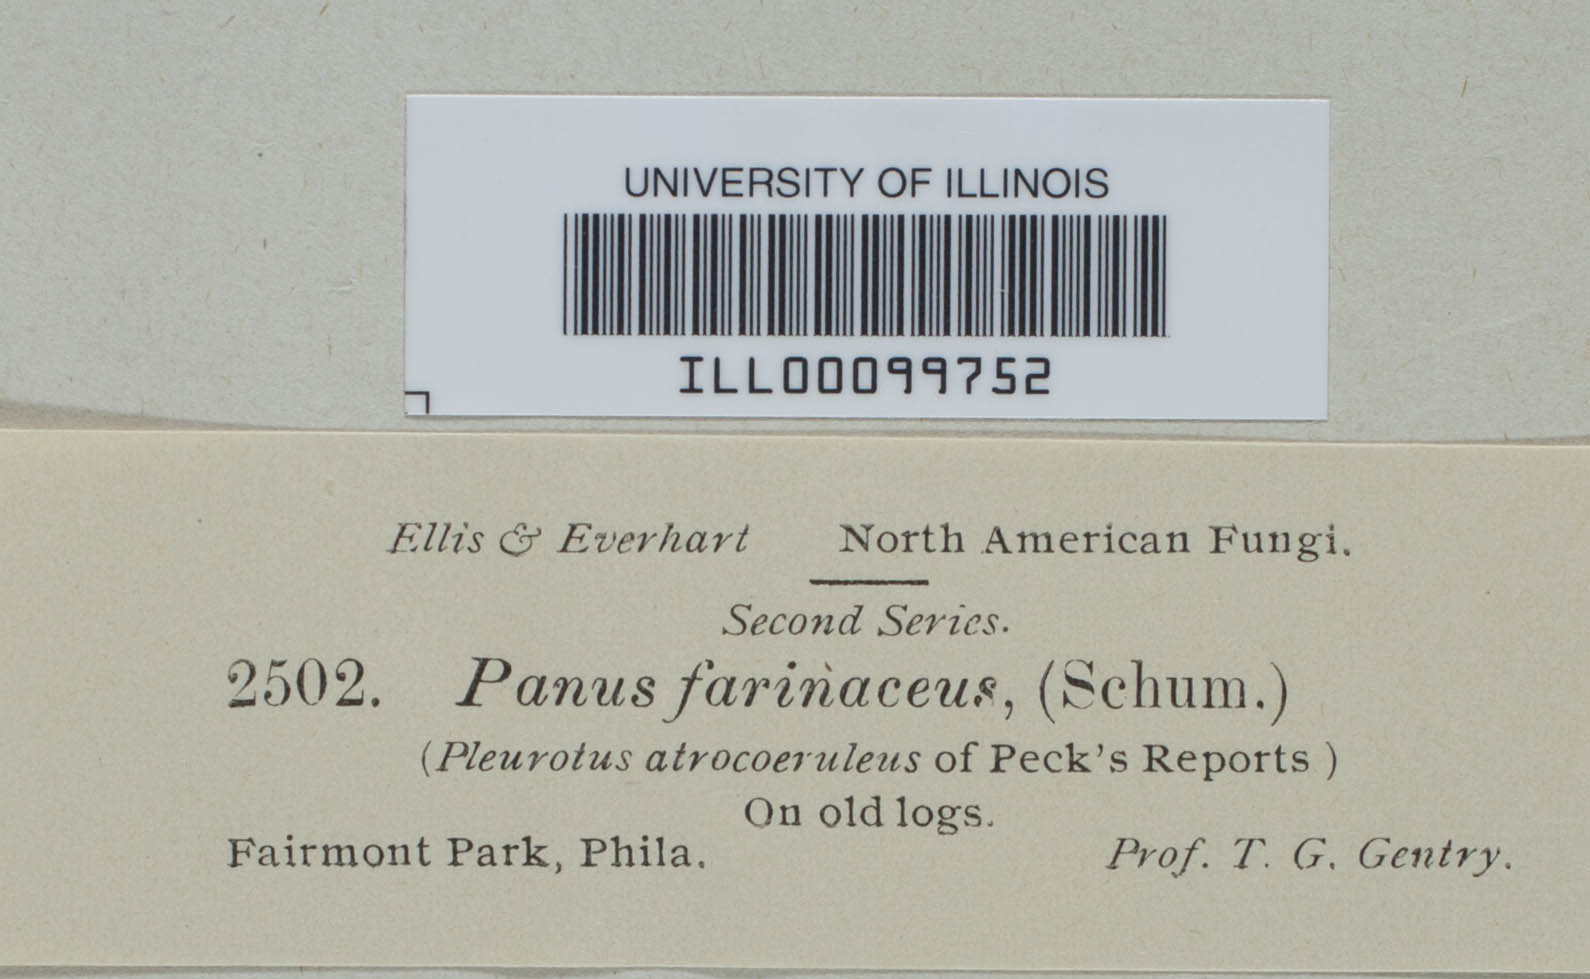 UNIVERSITY OF ILLINOIS
ILL00099752
Ellis & Everhart North American Fungi.
Second Series.
2502. Panus farinaceus, (Schum.)
(Pleurotus atrocoeruleus of Peck's Reports )
On old logs.
Fairmont Park, Phila. Prof. T. G. Gentry.